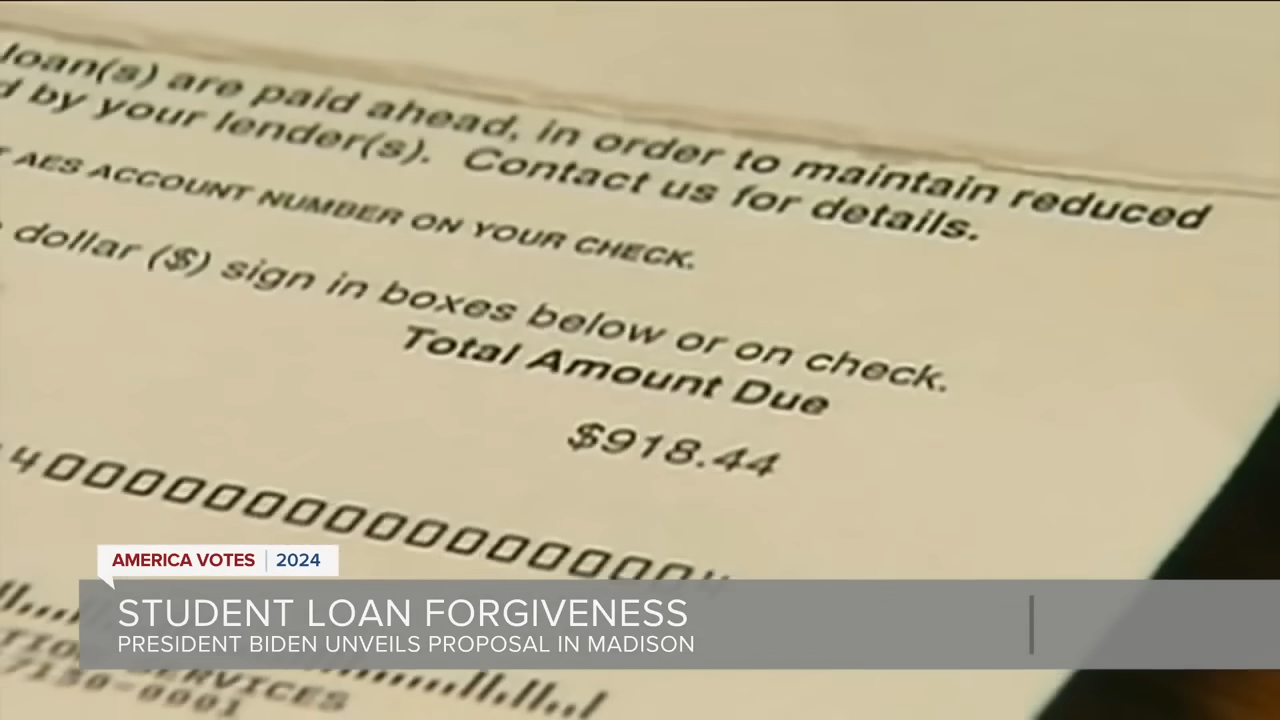 loan(s) are paid ahead, in order to maintain reduced
by your lender(s). Contact us for details.
AES ACCOUNT NUMBER ON YOUR CHECK.
dollar ($) sign in boxes below or on check.
Total Amount Due
$918.44
AMERICA VOTES | 2024
STUDENT LOAN FORGIVENESS
PRESIDENT BIDEN UNVEILS PROPOSAL IN MADISON
SERVICES